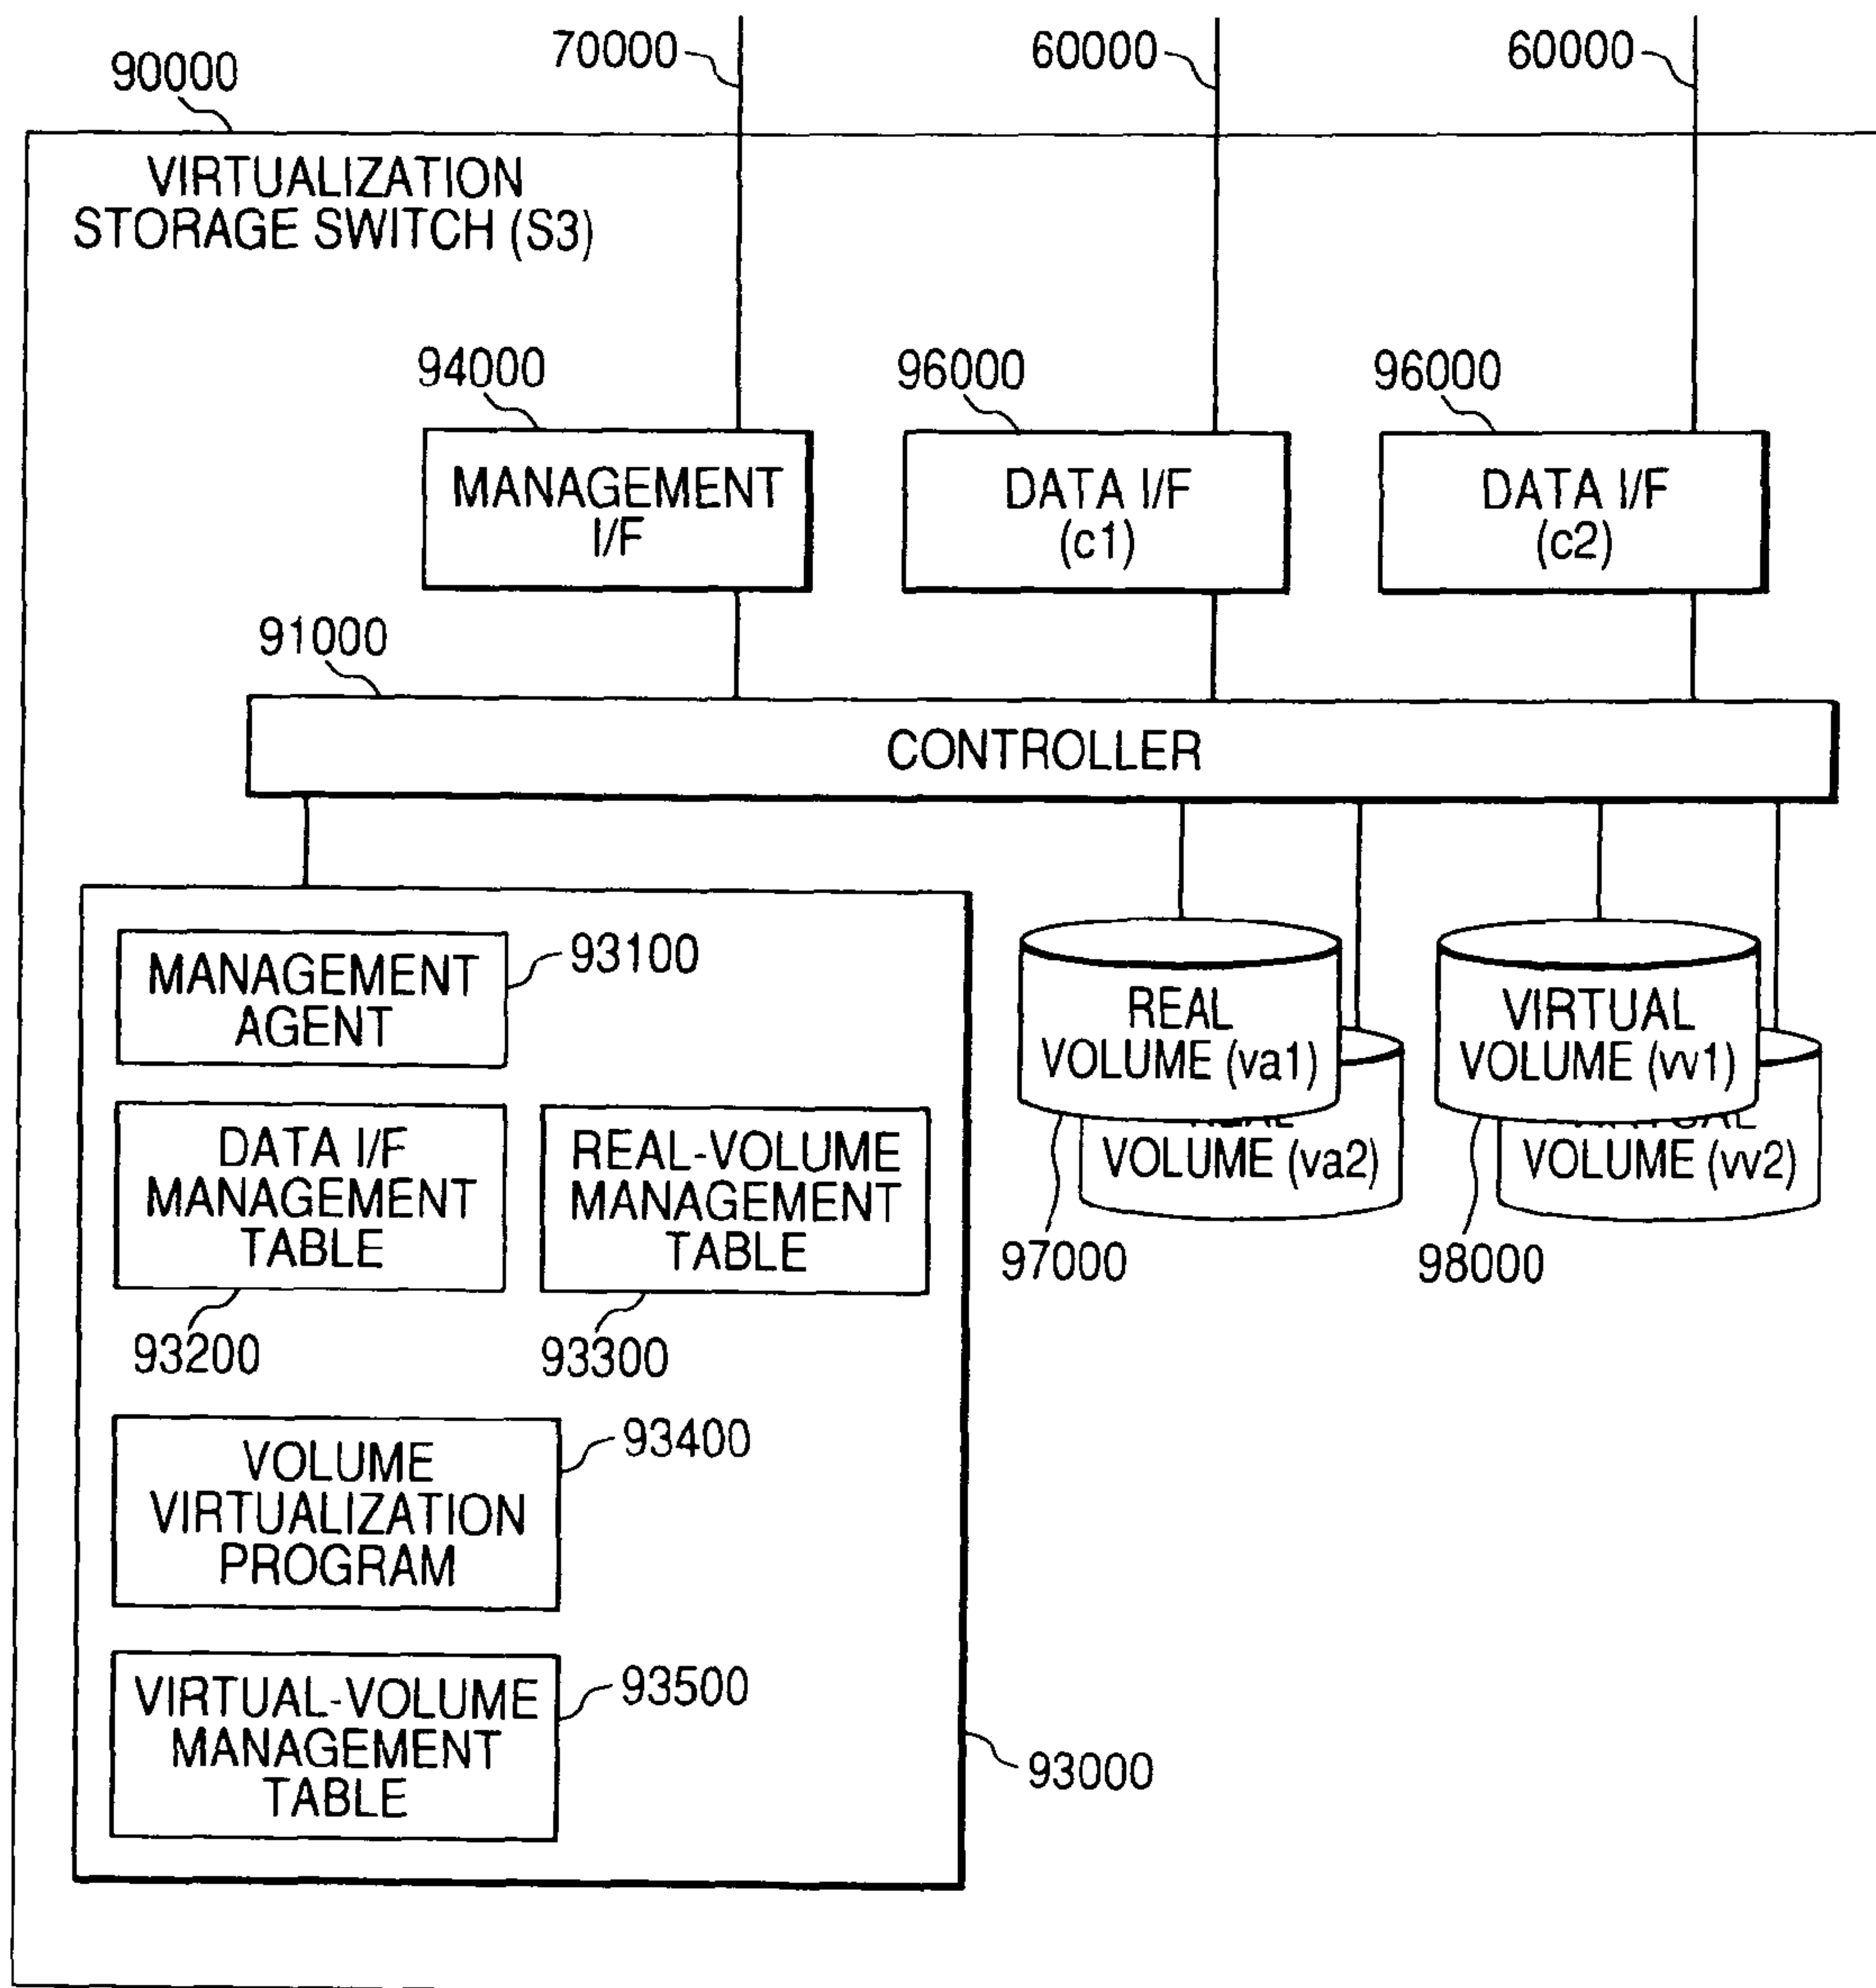 70000
60000
60000
90000
VIRTUALIZATION
STORAGE SWITCH (S3)
94000
96000
96000
MANAGEMENT
I/F
DATA I/F
(c1)
DATA I/F
(c2)
91000
CONTROLLER
MANAGEMENT
AGENT
93100
REAL
VOLUME (va1)
VIRTUAL
VOLUME (vv1)
VOLUME (va2)
VOLUME (vv2)
97000
98000
DATA I/F
MANAGEMENT
TABLE
REAL-VOLUME
MANAGEMENT
TABLE
93200
93300
VOLUME
VIRTUALIZATION
PROGRAM
93400
VIRTUAL-VOLUME
MANAGEMENT
TABLE
93500
93000